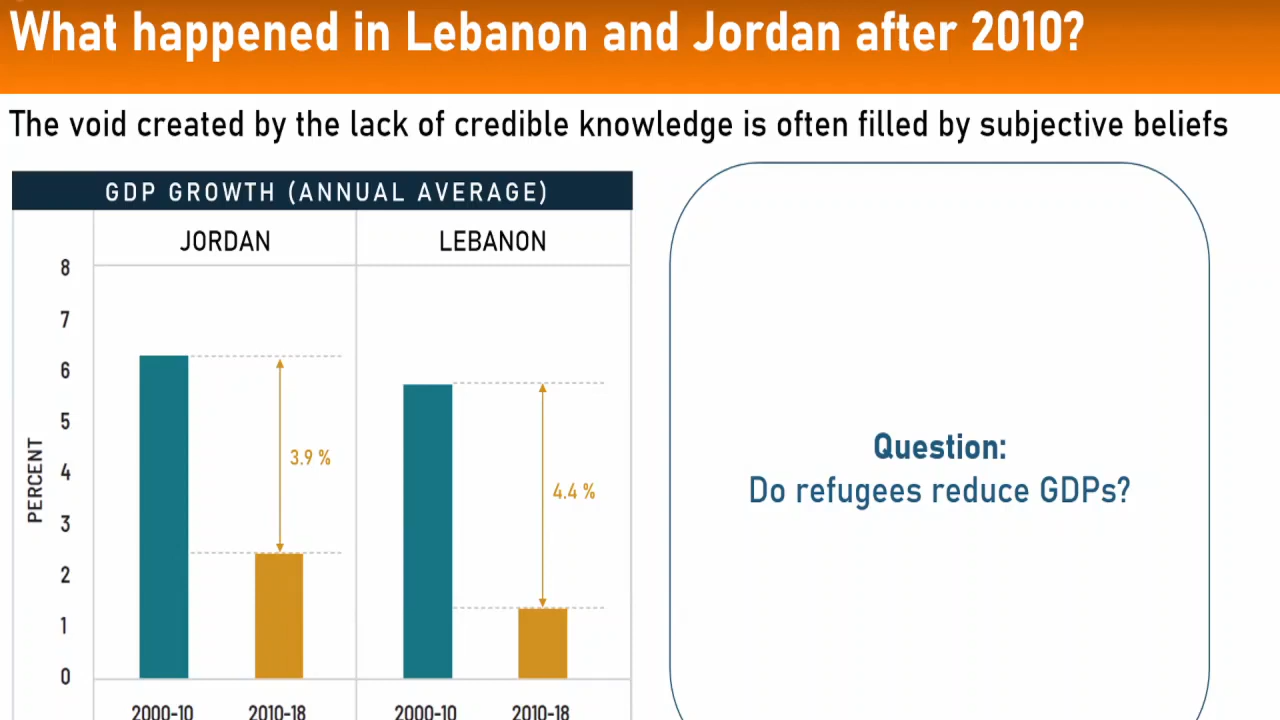 What happened in Lebanon and Jordan after 2010?
The void created by the lack of credible knowledge is often filled by subjective beliefs
GDP GROWTH (ANNUAL AVERAGE)
JORDAN
LEBANON
8
7
6
5
4
3
2
1
0
PERCENT
3.9 %
4.4 %
2000-10
2010-18
2000-10
2010-18
Question:
Do refugees reduce GDPs?